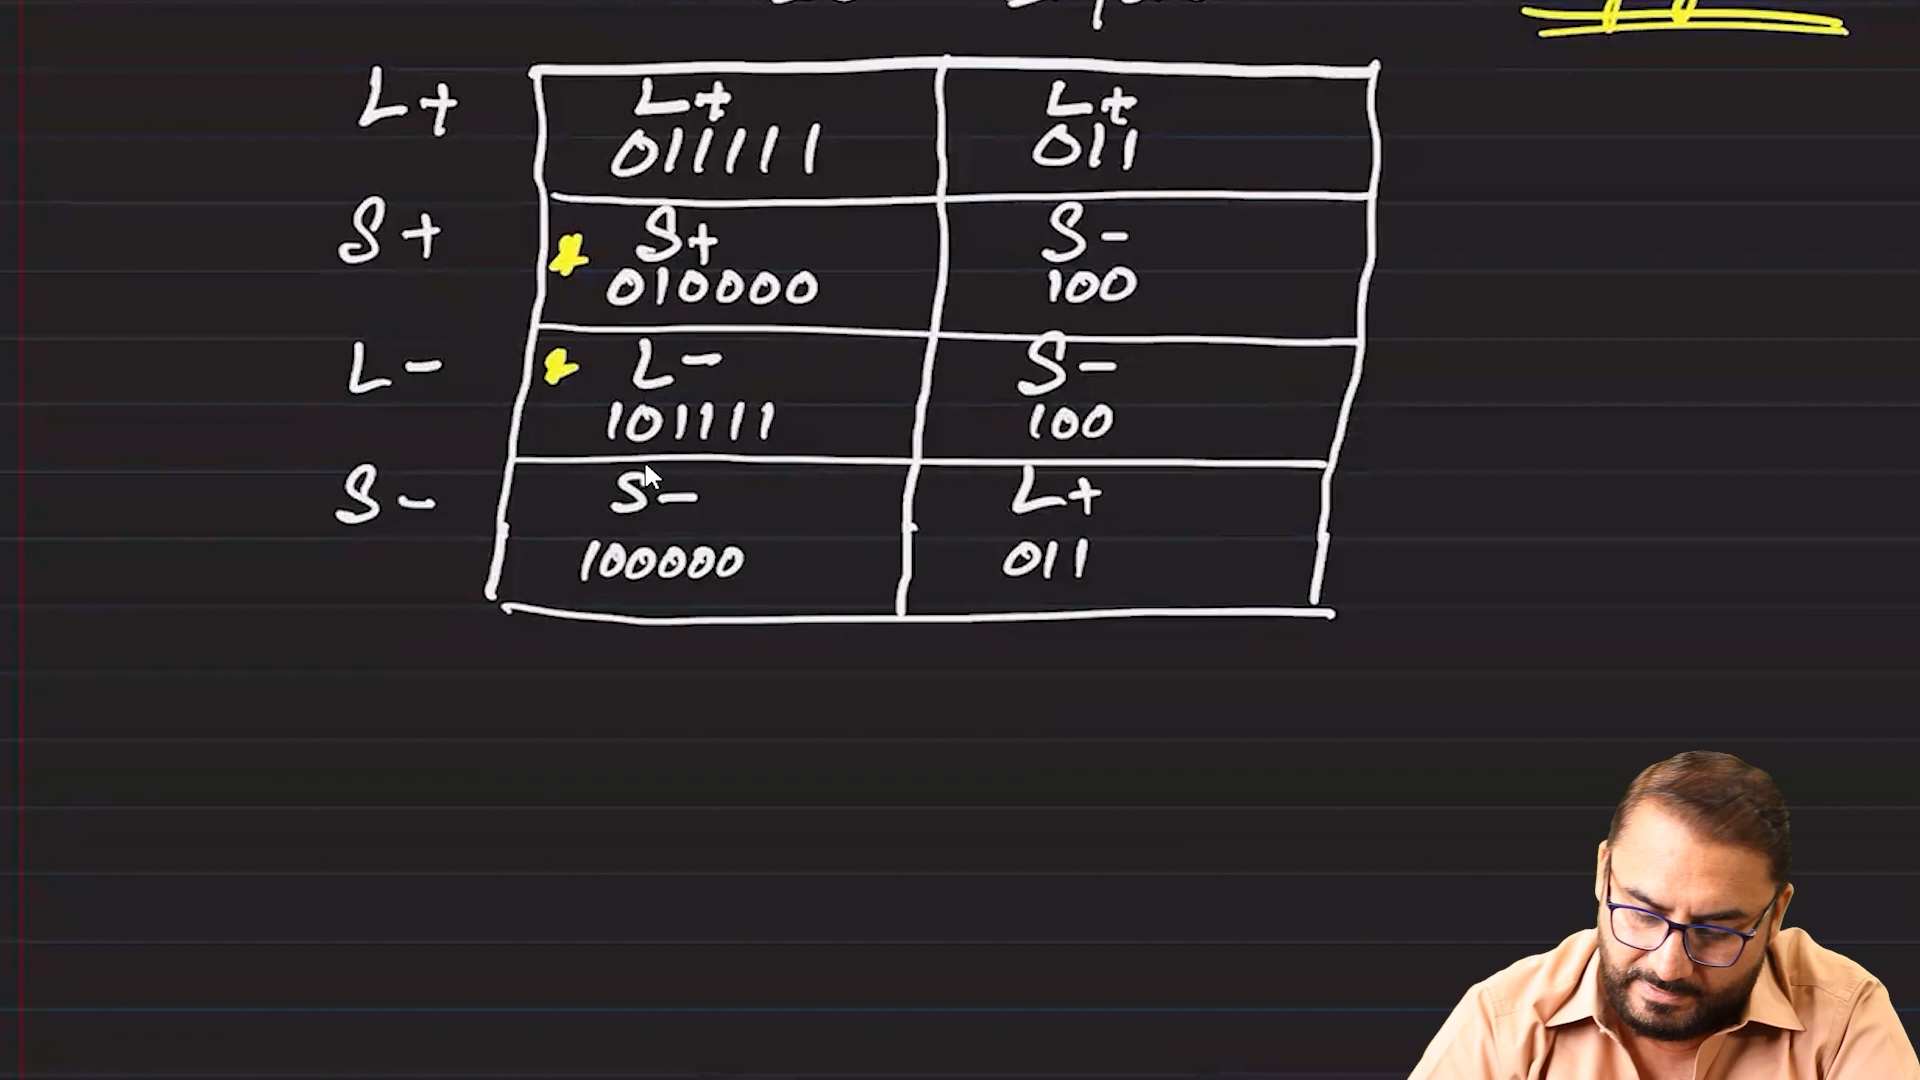 L+ L+ L+
011111 011
S+ S+ S-
010000 100
L- L- S-
101111 100
S- S- L+
100000 011